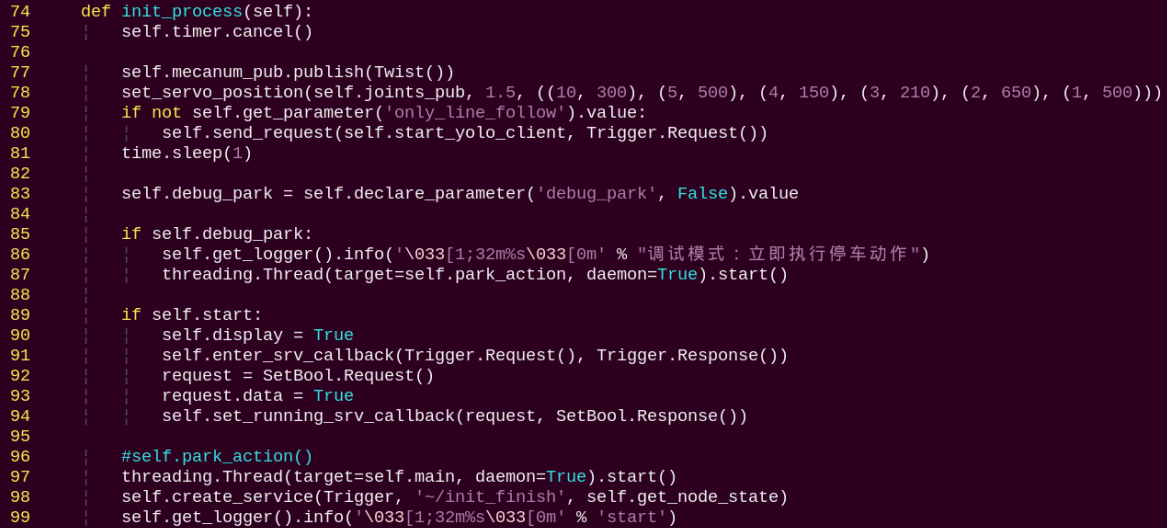 74     def init_process(self):
75         self.timer.cancel()
76
77         self.mecanum_pub.publish(Twist())
78         set_servo_position(self.joints_pub, 1.5, ((10, 300), (5, 500), (4, 150), (3, 210), (2, 650), (1, 500)))
79         if not self.get_parameter('only_line_follow').value:
80             self.send_request(self.start_yolo_client, Trigger.Request())
81         time.sleep(1)
82
83         self.debug_park = self.declare_parameter('debug_park', False).value
84
85         if self.debug_park:
86             self.get_logger().info('\033[1;32m%s\033[0m' % "调试模式：立即执行停车动作")
87             threading.Thread(target=self.park_action, daemon=True).start()
88
89         if self.start:
90             self.display = True
91             self.enter_srv_callback(Trigger.Request(), Trigger.Response())
92             request = SetBool.Request()
93             request.data = True
94             self.set_running_srv_callback(request, SetBool.Response())
95
96         #self.park_action()
97         threading.Thread(target=self.main, daemon=True).start()
98         self.create_service(Trigger, '~/init_finish', self.get_node_state)
99         self.get_logger().info('\033[1;32m%s\033[0m' % 'start')